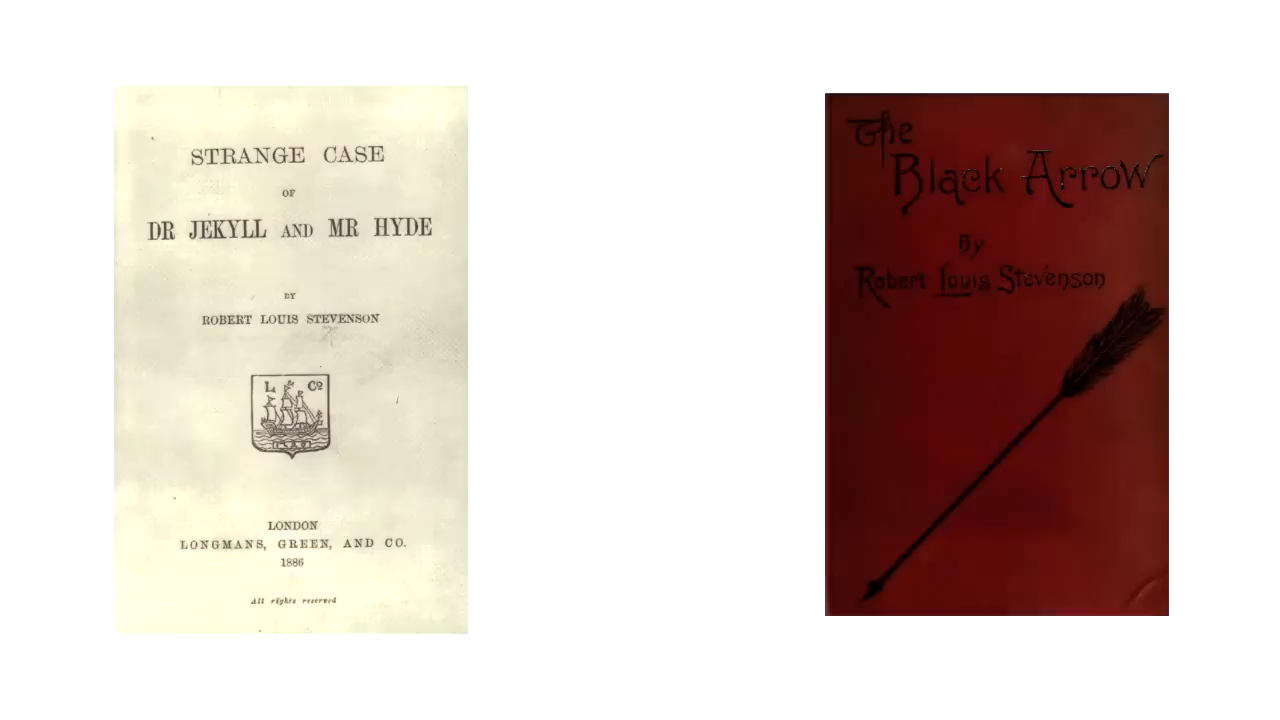 STRANGE CASE
OF
DR JEKYLL AND MR HYDE
BY
ROBERT LOUIS STEVENSON
L Co
LONDON
LONGMANS, GREEN, AND CO.
1886
All rights reserved
The
Black Arrow
By
Robert Louis Stevenson